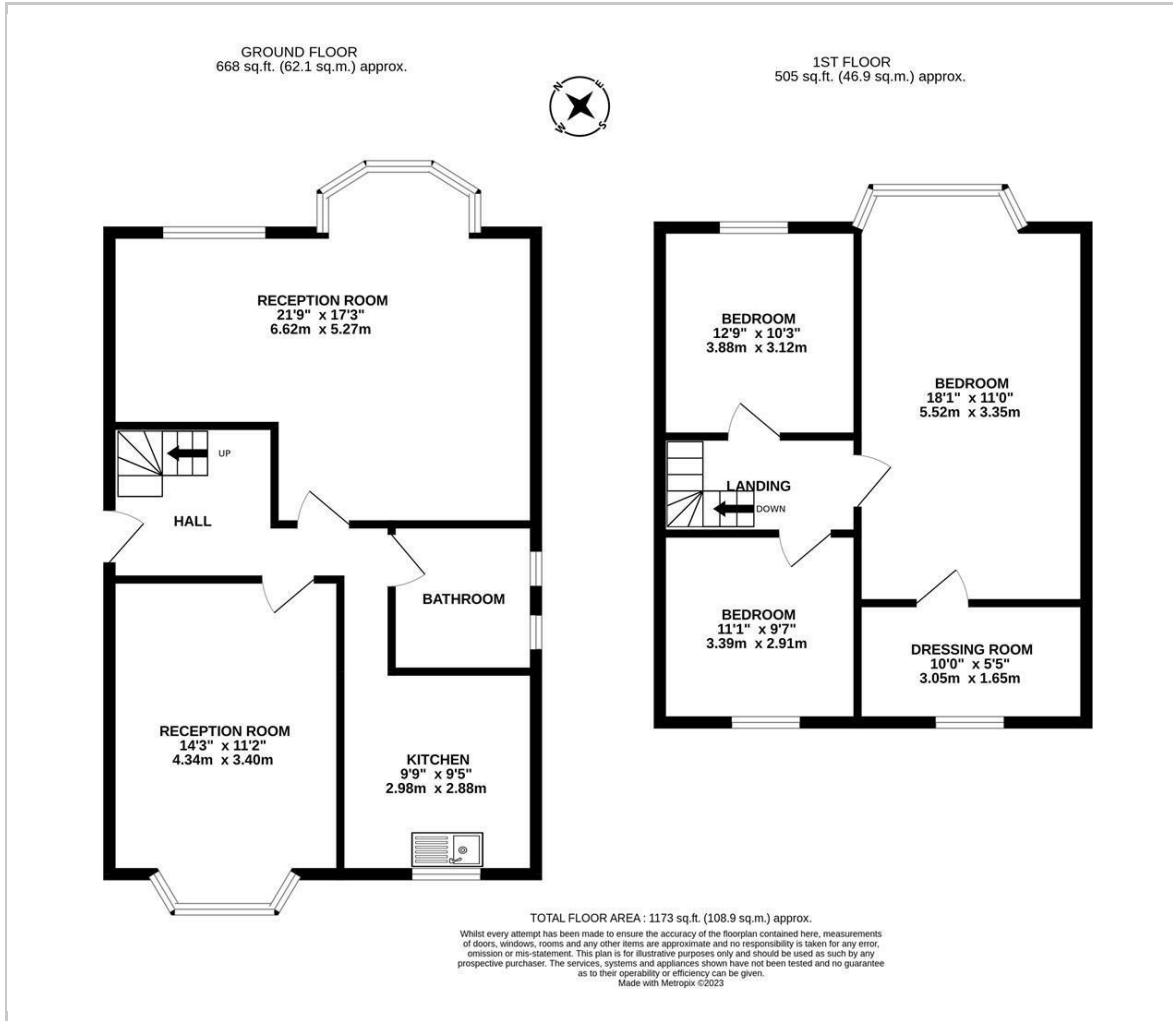 GROUND FLOOR
668 sq.ft. (62.1 sq.m.) approx.
1ST FLOOR
505 sq.ft. (46.9 sq.m.) approx.
N
E
S
W
RECEPTION ROOM
21'9" x 17'3"
6.62m x 5.27m
UP
HALL
BATHROOM
RECEPTION ROOM
14'3" x 11'2"
4.34m x 3.40m
KITCHEN
9'9" x 9'5"
2.98m x 2.88m
BEDROOM
12'9" x 10'3"
3.88m x 3.12m
BEDROOM
18'1" x 11'0"
5.52m x 3.35m
LANDING
DOWN
BEDROOM
11'1" x 9'7"
3.39m x 2.91m
DRESSING ROOM
10'0" x 5'5"
3.05m x 1.65m
TOTAL FLOOR AREA : 1173 sq.ft. (108.9 sq.m.) approx.
Whilst every attempt has been made to ensure the accuracy of the floorplan contained here, measurements
of doors, windows, rooms and any other items are approximate and no responsibility is taken for any error,
omission or mis-statement. This plan is for illustrative purposes only and should be used as such by any
prospective purchaser. The services, systems and appliances shown have not been tested and no guarantee
as to their operability or efficiency can be given.
Made with Metropix ©2023